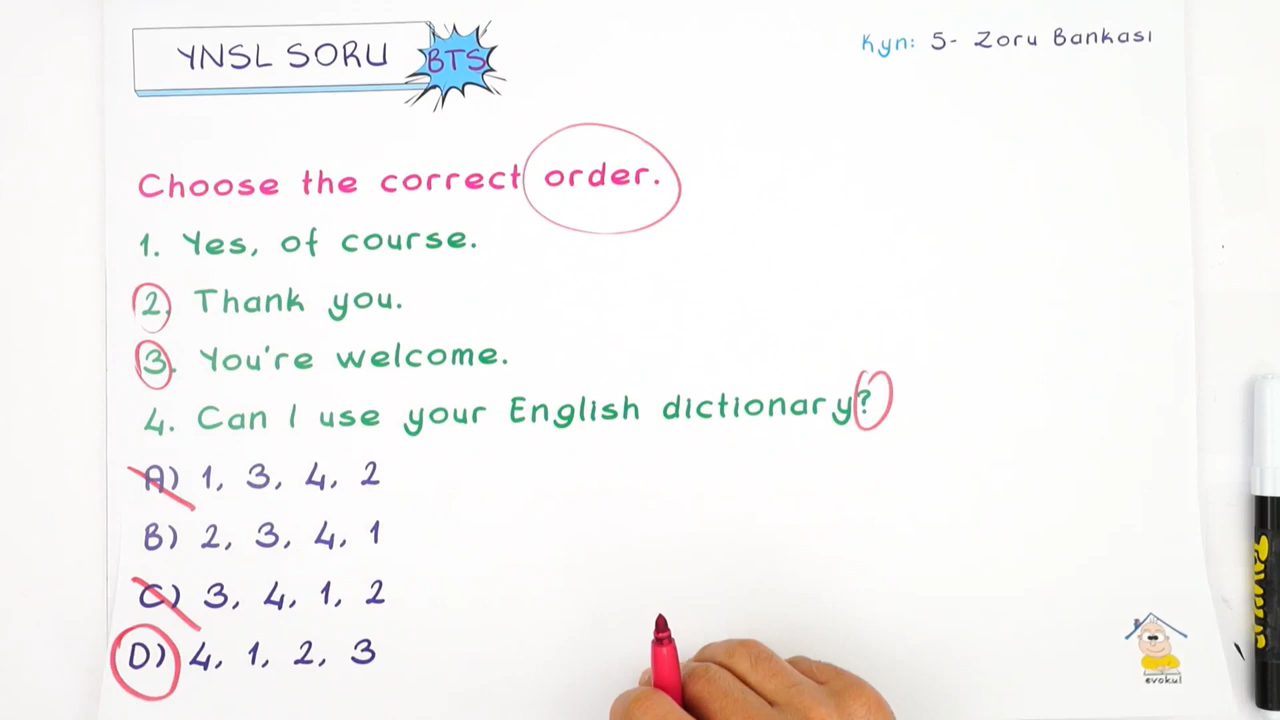 YNSL SORU BTS
Kyn: 5- Zoru Bankası
Choose the correct order.
1. Yes, of course.
2. Thank you.
3. You're welcome.
4. Can I use your English dictionary?
A) 1, 3, 4, 2
B) 2, 3, 4, 1
C) 3, 4, 1, 2
D) 4, 1, 2, 3
evokul